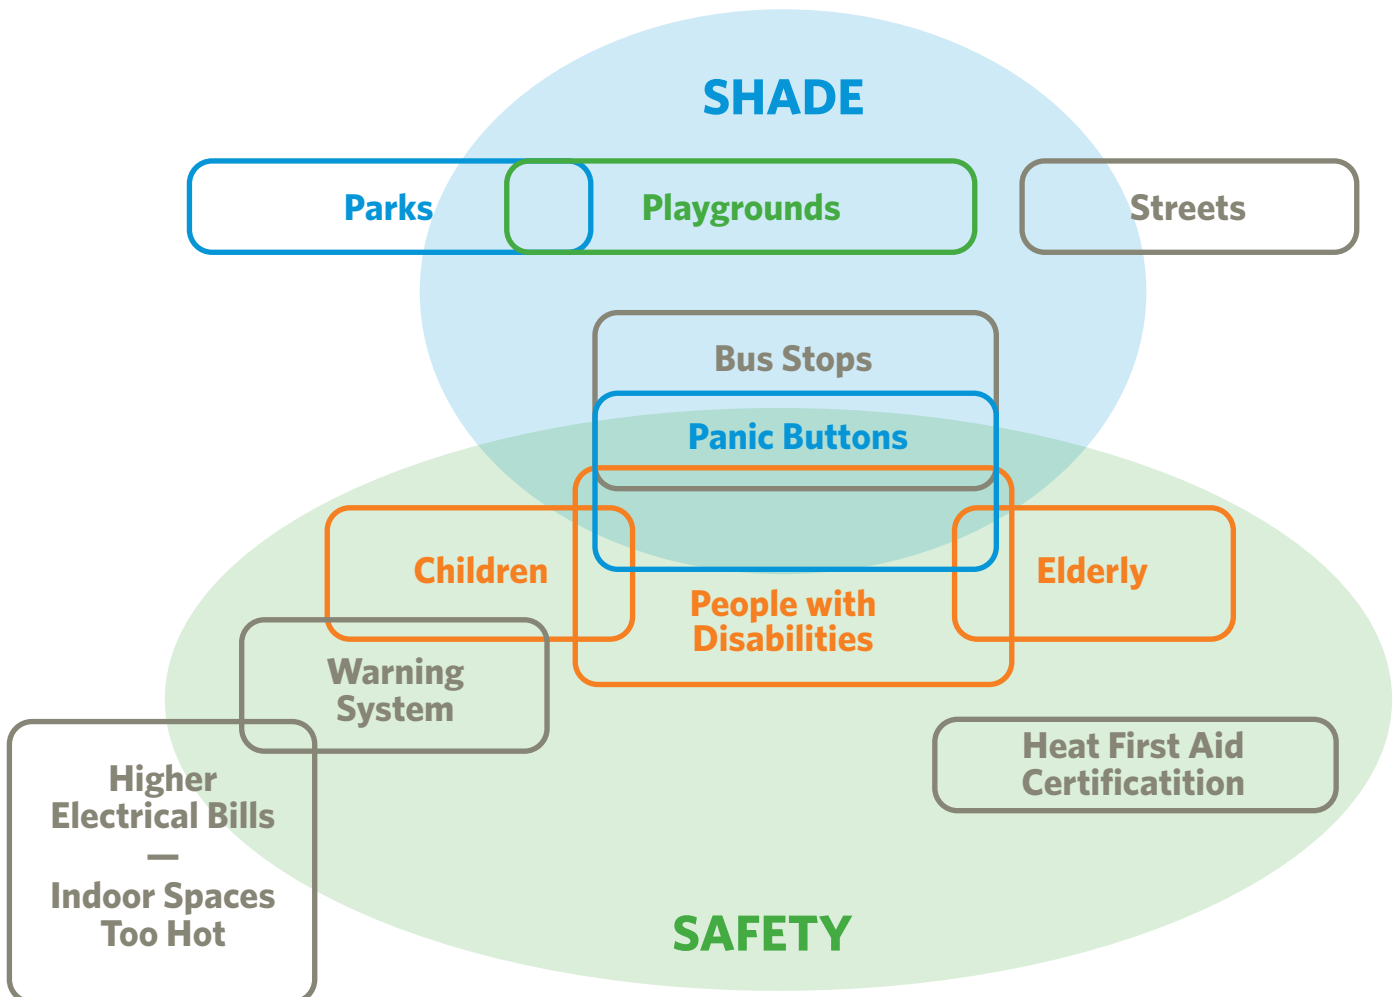 SHADE
Parks
Playgrounds
Streets
Bus Stops
Panic Buttons
Children
Elderly
People with
Disabilities
Warning
System
Heat First Aid
Certificatition
Higher
Electrical Bills
—
Indoor Spaces
Too Hot
SAFETY